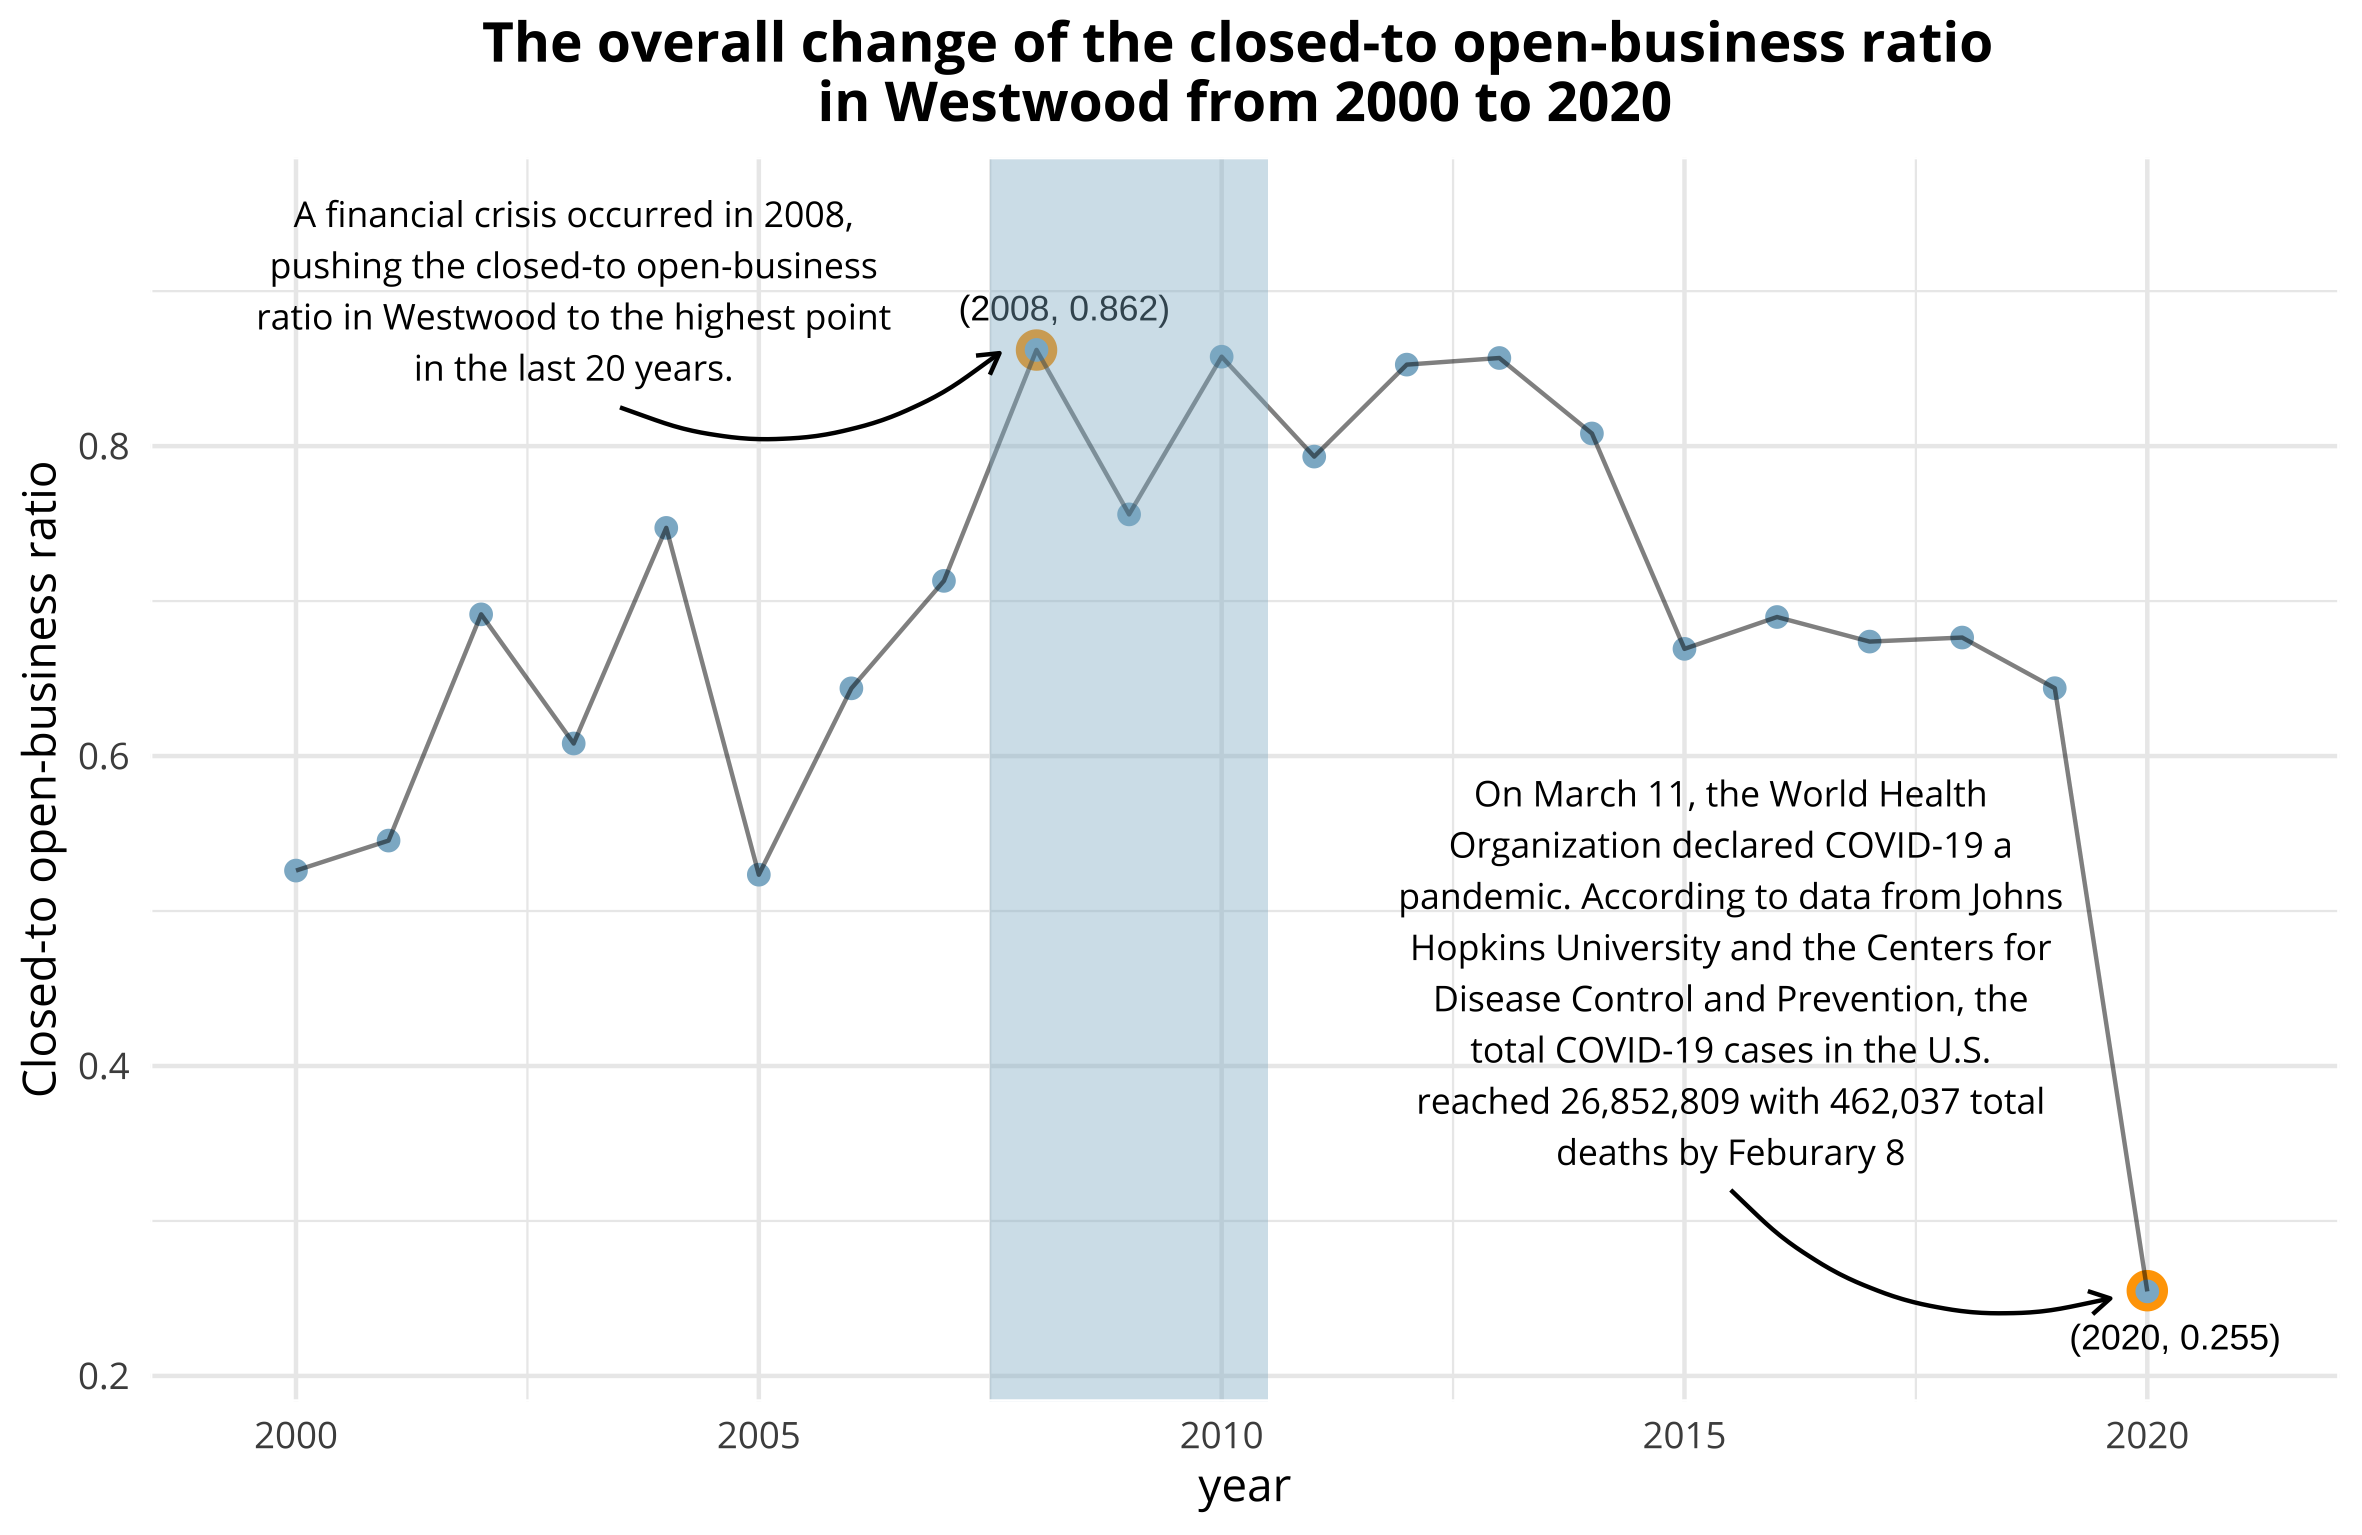 The overall change of the closed-to open-business ratio
in Westwood from 2000 to 2020
A financial crisis occurred in 2008,
pushing the closed-to open-business
ratio in Westwood to the highest point
in the last 20 years.
(2008, 0.862)
Closed-to open-business ratio
0.8
0.6
0.4
0.2
On March 11, the World Health
Organization declared COVID-19 a
pandemic. According to data from Johns
Hopkins University and the Centers for
Disease Control and Prevention, the
total COVID-19 cases in the U.S.
reached 26,852,809 with 462,037 total
deaths by Feburary 8
(2020, 0.255)
2000
2005
2010
2015
2020
year